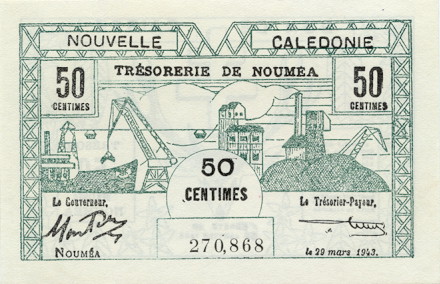 NOUVELLE CALEDONIE
50 CENTIMES
TRÉSORERIE DE NOUMÉA
50 CENTIMES
50
CENTIMES
Le Gouverneur,
Le Trésorier-Payeur,
270,868
NOUMÉA
le 29 mars 1943.